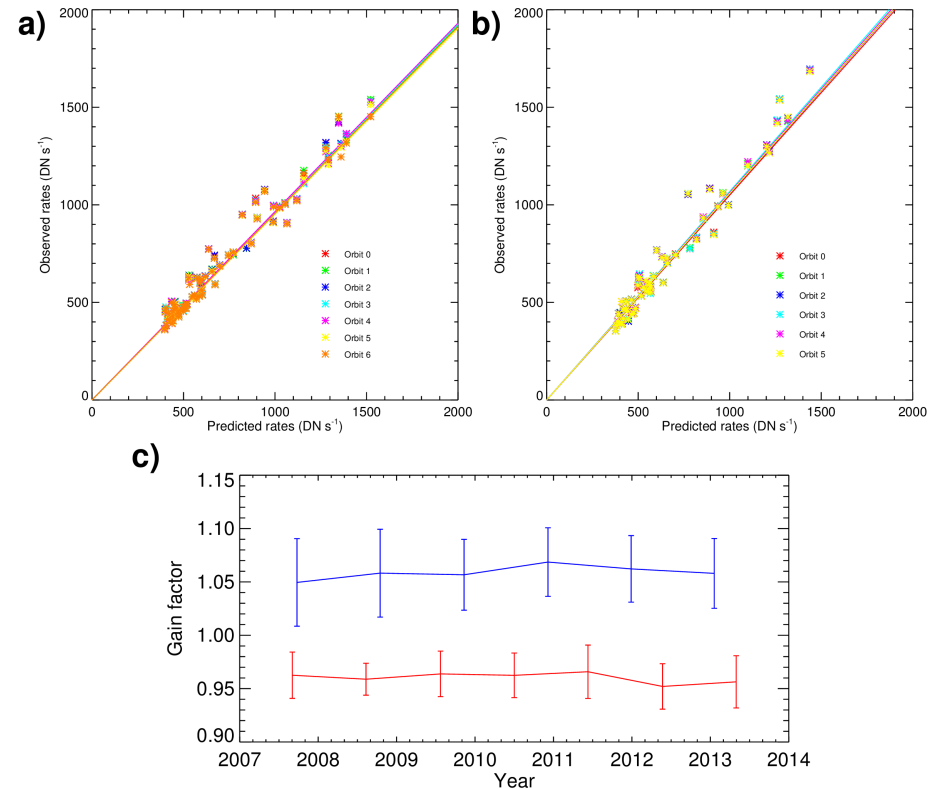 a)
2000
1500
1000
500
0
Observed rates (DN s⁻¹)
0
500
1000
1500
2000
Predicted rates (DN s⁻¹)
Orbit 0
Orbit 1
Orbit 2
Orbit 3
Orbit 4
Orbit 5
Orbit 6
b)
2000
1500
1000
500
0
Observed rates (DN s⁻¹)
0
500
1000
1500
2000
Predicted rates (DN s⁻¹)
Orbit 0
Orbit 1
Orbit 2
Orbit 3
Orbit 4
Orbit 5
c)
1.15
1.10
1.05
1.00
0.95
0.90
Gain factor
2007
2008
2009
2010
2011
2012
2013
2014
Year